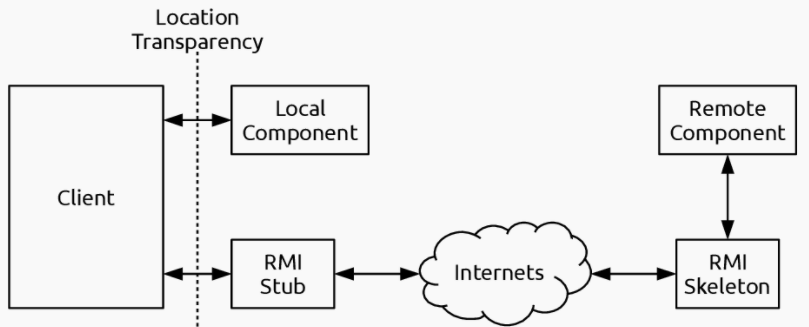 Location
Transparency
Client
Local
Component
Remote
Component
RMI
Stub
Internets
RMI
Skeleton